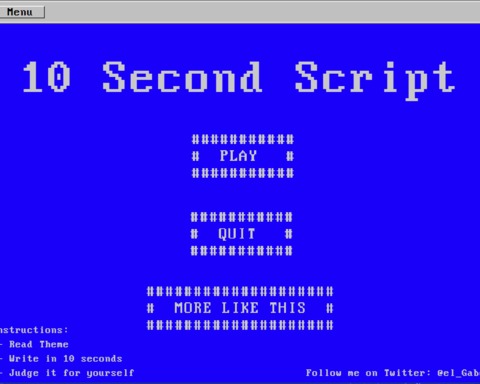 Menu
10 Second Script
###########
# PLAY #
###########
###########
# QUIT #
###########
####################
# MORE LIKE THIS #
####################
nstructions:
- Read Theme
- Write in 10 seconds
- Judge it for yourself
Follow me on Twitter: @el_Gab